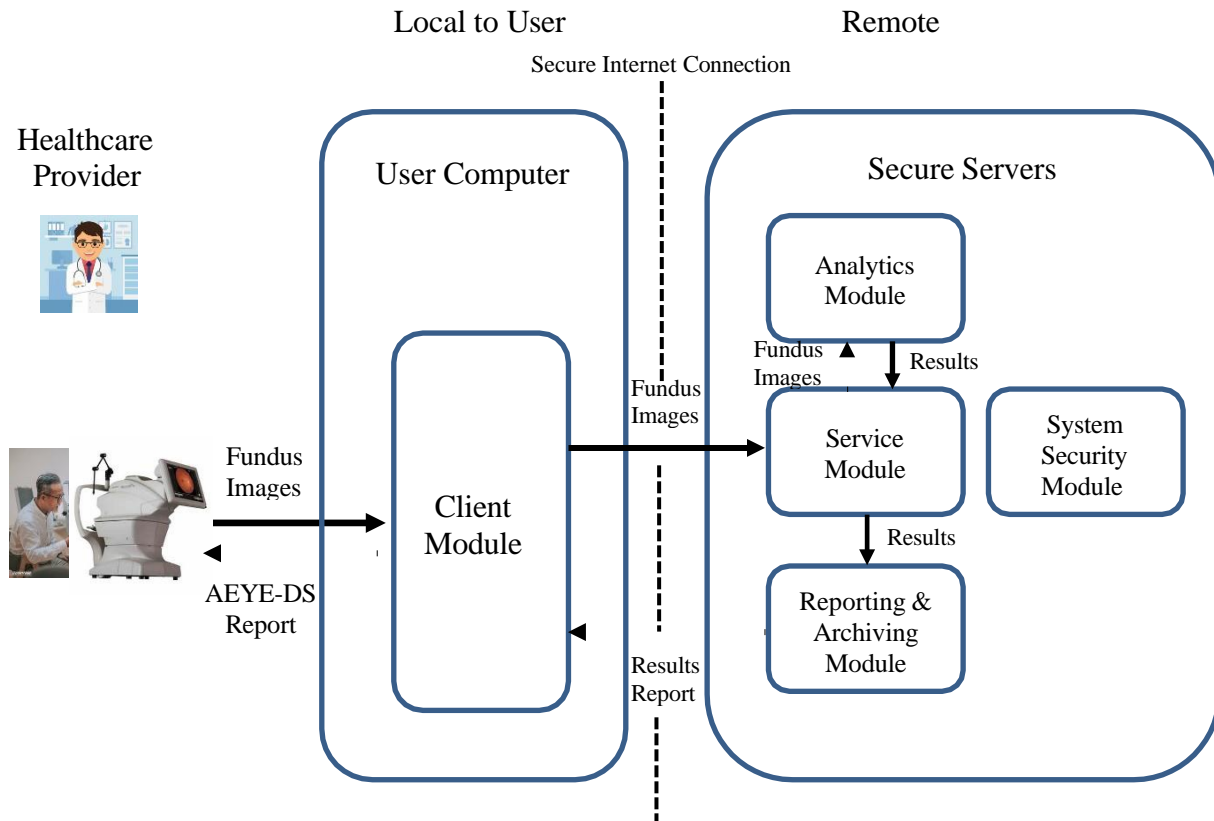 Local to User
Remote
Secure Internet Connection
Healthcare
Provider
User Computer
Secure Servers
Analytics
Module
Fundus
Images
Results
Fundus
Images
Service
Module
System
Security
Module
Fundus
Images
Client
Module
Results
AEYE-DS
Report
Reporting &
Archiving
Module
Results
Report